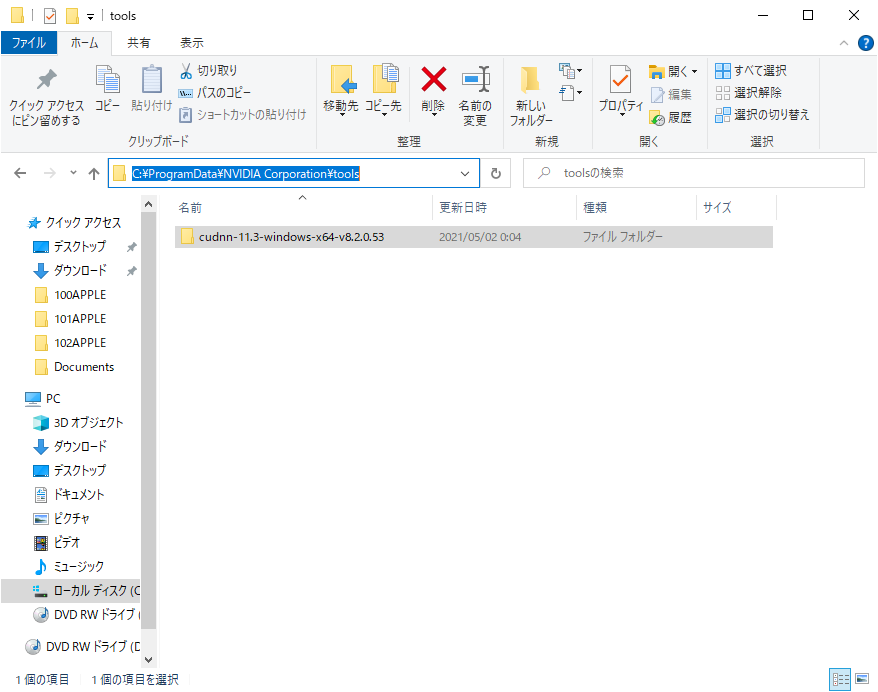 tools
ファイル ホーム 共有 表示
クイック アクセスにピン留めする
コピー
貼り付け
切り取り
パスのコピー
ショートカットの貼り付け
移動先
コピー先
削除
名前の変更
新しいフォルダー
プロパティ
開く
編集
履歴
すべて選択
選択解除
選択の切り替え
クリップボード 整理 新規 開く 選択
C:¥ProgramData¥NVIDIA Corporation¥tools
toolsの検索
名前 更新日時 種類 サイズ
cudnn-11.3-windows-x64-v8.2.0.53 2021/05/02 0:04 ファイル フォルダー
クイック アクセス
デスクトップ
ダウンロード
100APPLE
101APPLE
102APPLE
Documents
PC
3D オブジェクト
ダウンロード
デスクトップ
ドキュメント
ピクチャ
ビデオ
ミュージック
ローカル ディスク (C
DVD RW ドライブ (
DVD RW ドライブ (D
1 個の項目 1 個の項目を選択